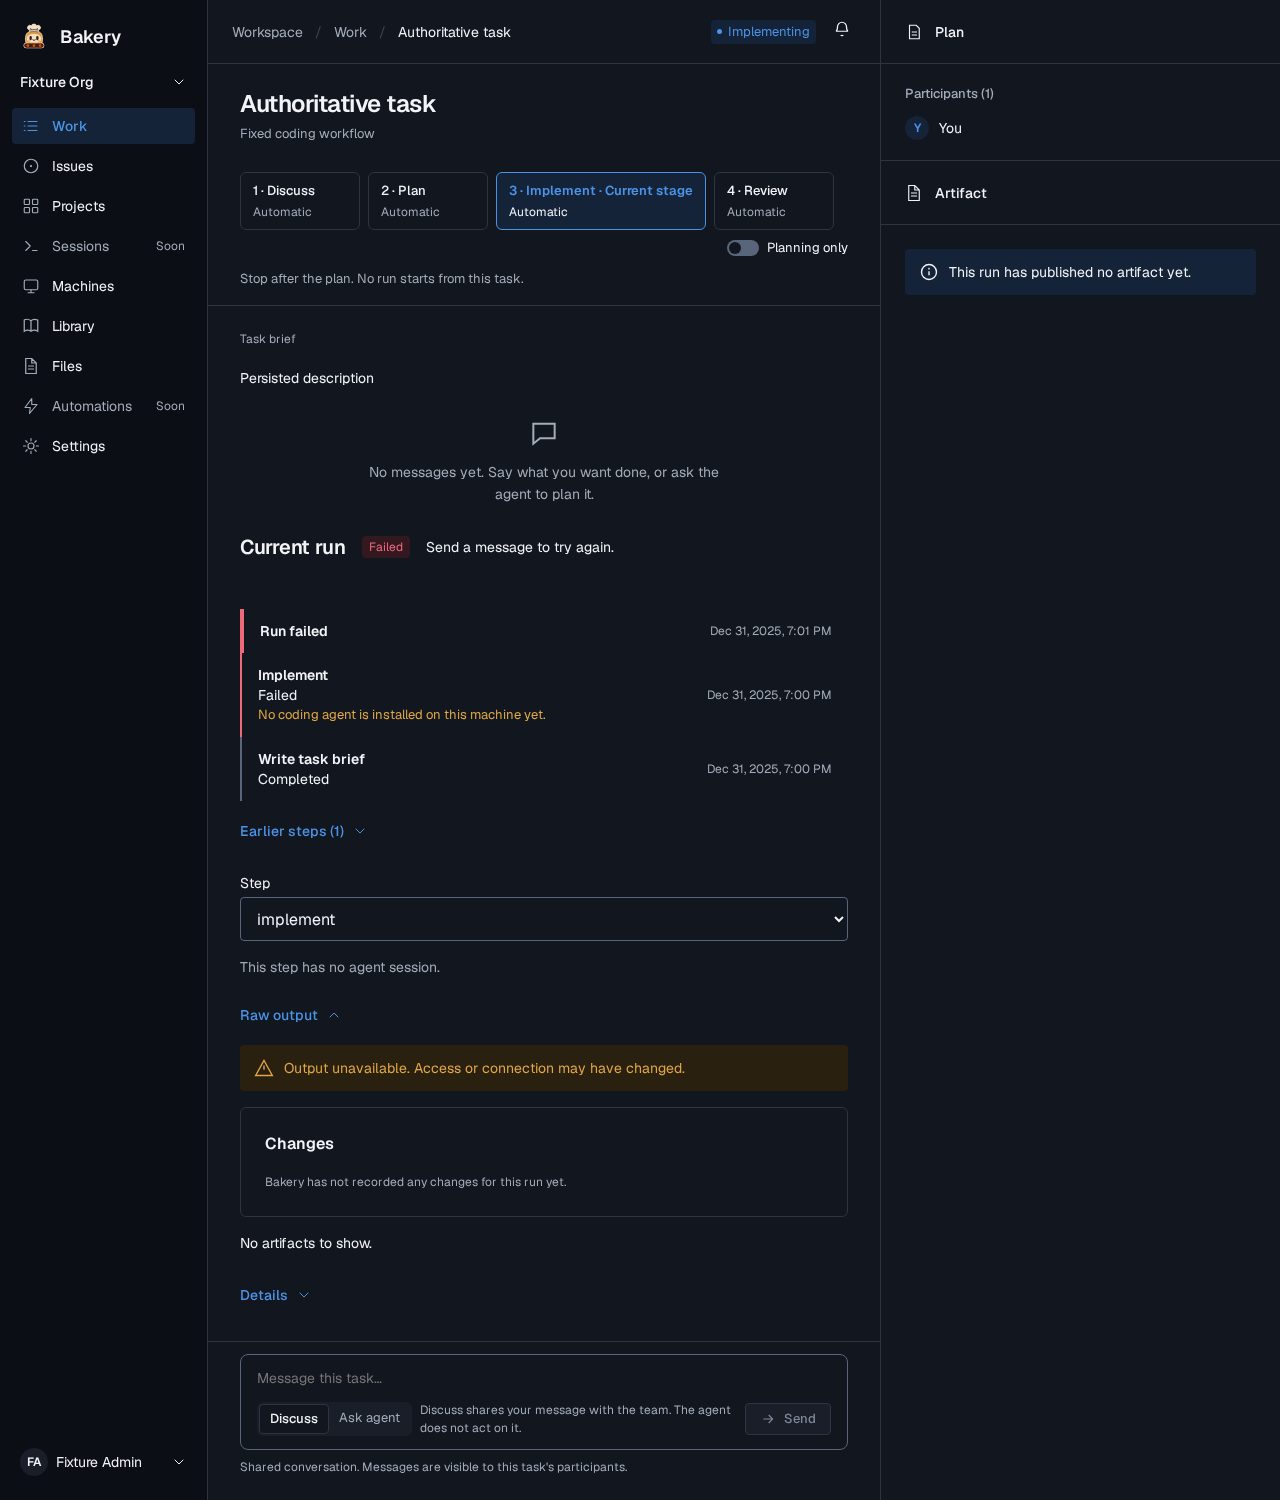 Bakery
Fixture Org
Work
Issues
Projects
Sessions Soon
Machines
Library
Files
Automations Soon
Settings
FA Fixture Admin
Workspace / Work / Authoritative task
Implementing
Authoritative task
Fixed coding workflow
1 · Discuss
Automatic
2 · Plan
Automatic
3 · Implement · Current stage
Automatic
4 · Review
Automatic
Planning only
Stop after the plan. No run starts from this task.
Task brief
Persisted description
No messages yet. Say what you want done, or ask the
agent to plan it.
Current run Failed Send a message to try again.
Run failed Dec 31, 2025, 7:01 PM
Implement
Failed Dec 31, 2025, 7:00 PM
No coding agent is installed on this machine yet.
Write task brief
Completed Dec 31, 2025, 7:00 PM
Earlier steps (1)
Step
implement
This step has no agent session.
Raw output
Output unavailable. Access or connection may have changed.
Changes
Bakery has not recorded any changes for this run yet.
No artifacts to show.
Details
Message this task...
Discuss Ask agent
Discuss shares your message with the team. The agent
does not act on it.
Send
Shared conversation. Messages are visible to this task's participants.
Plan
Participants (1)
Y You
Artifact
This run has published no artifact yet.